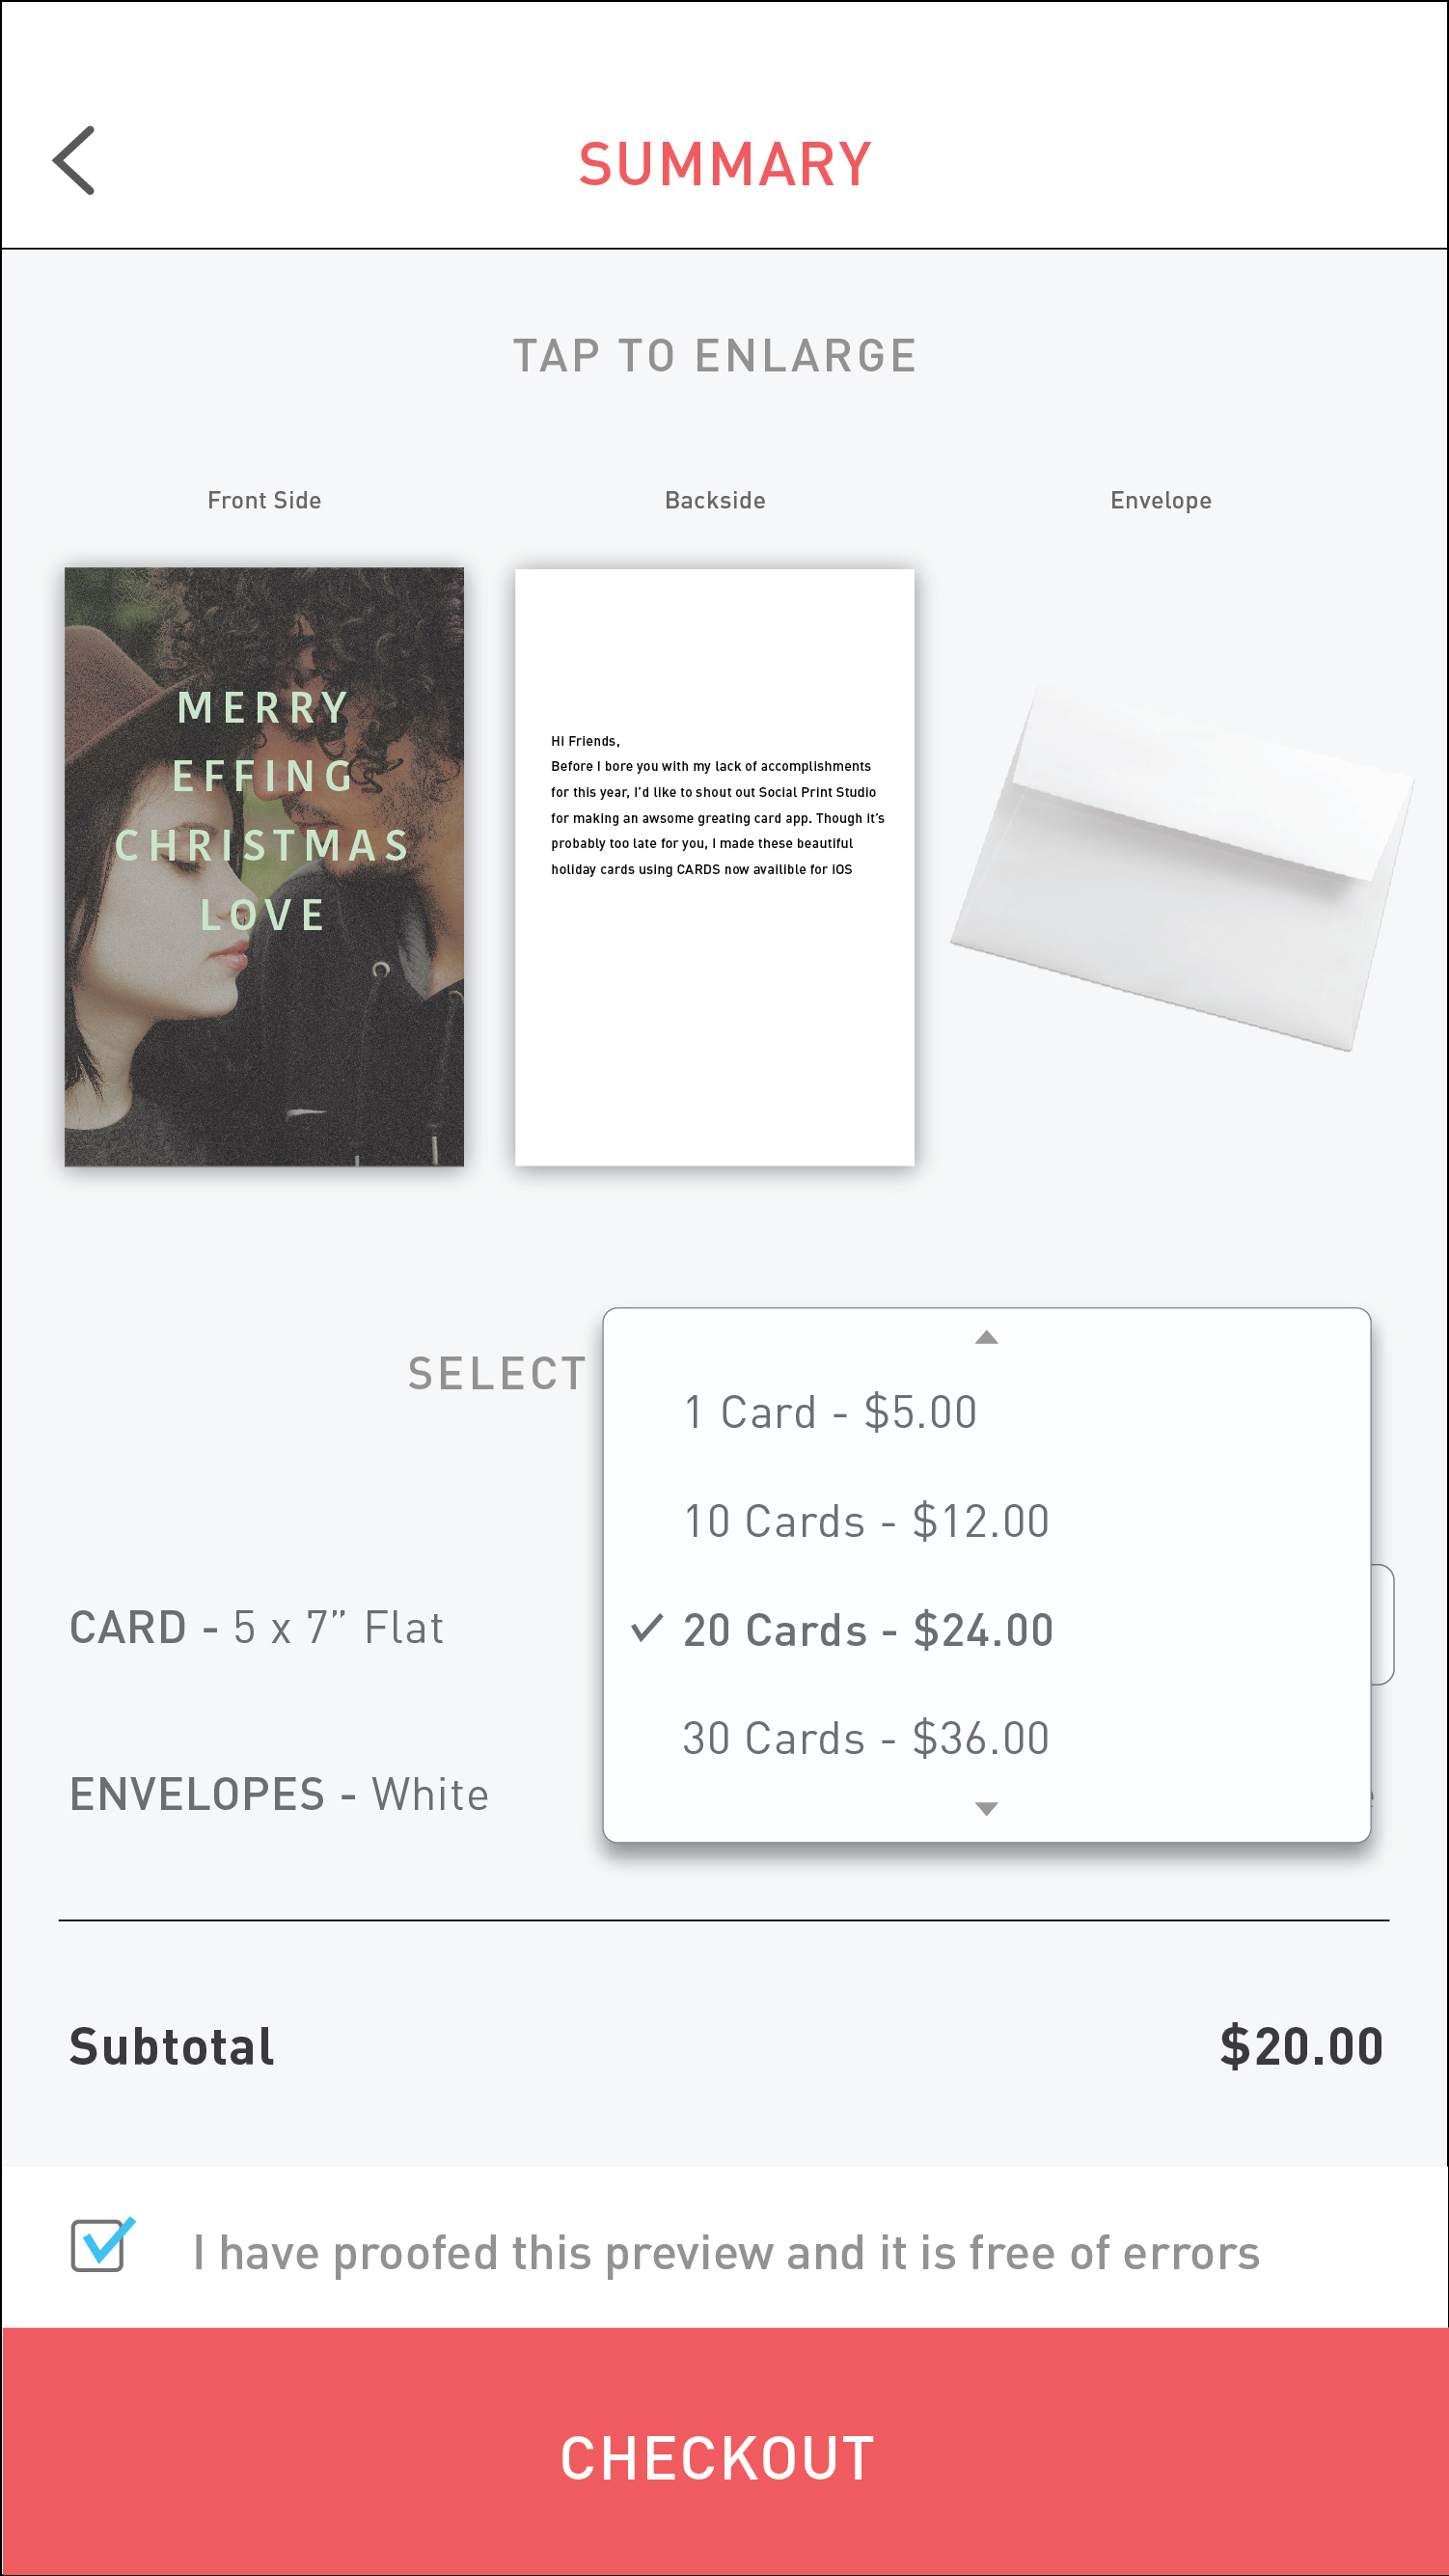 SUMMARY
TAP TO ENLARGE
Front Side
Backside
Envelope
MERRY
EFFING
CHRISTMAS
LOVE
Hi Friends,
Before I bore you with my lack of accomplishments
for this year, I'd like to shout out Social Print Studio
for making an awsome greating card app. Though it's
probably too late for you, I made these beautiful
holiday cards using CARDS now availible for iOS
SELECT
1 Card - $5.00
10 Cards - $12.00
20 Cards - $24.00
30 Cards - $36.00
CARD - 5 x 7” Flat
ENVELOPES - White
Subtotal
$20.00
I have proofed this preview and it is free of errors
CHECKOUT